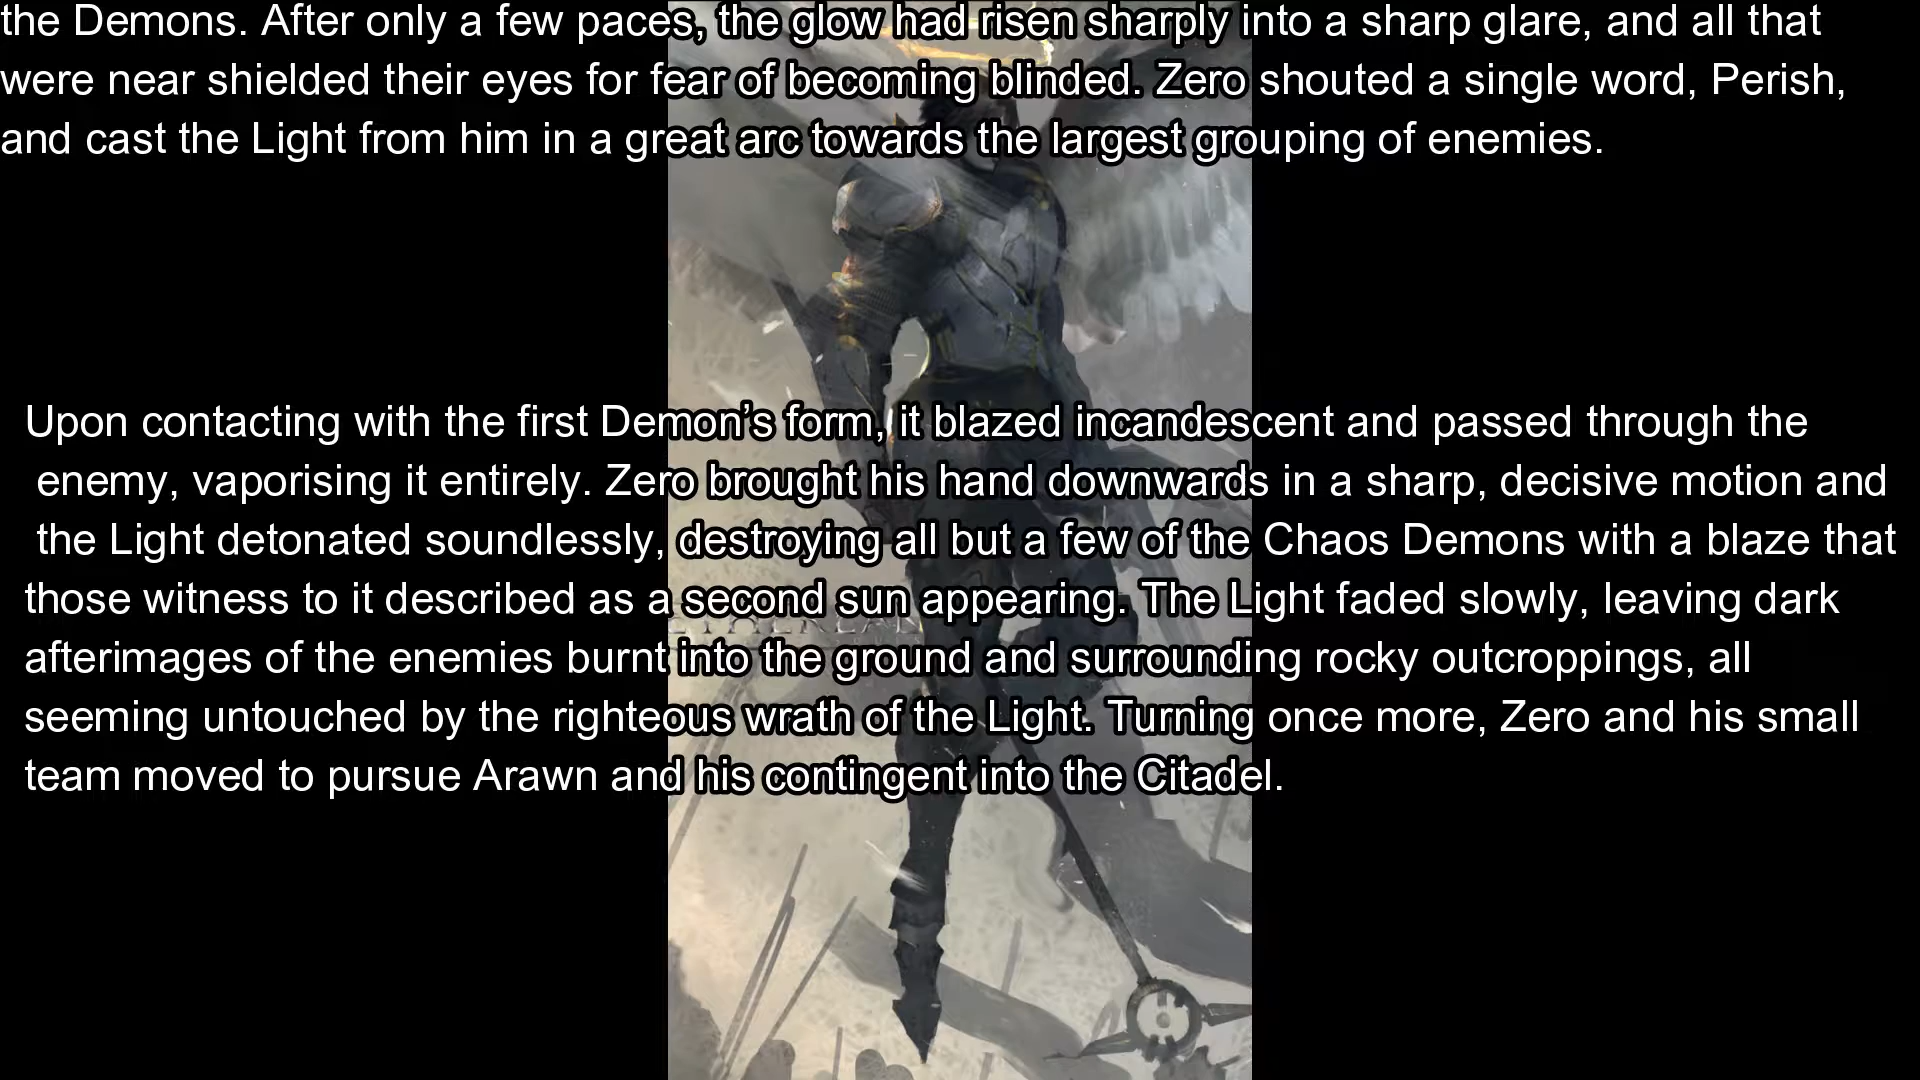 the Demons. After only a few paces, the glow had risen sharply into a sharp glare, and all that
were near shielded their eyes for fear of becoming blinded. Zero shouted a single word, Perish,
and cast the Light from him in a great arc towards the largest grouping of enemies.
Upon contacting with the first Demon’s form, it blazed incandescent and passed through the
enemy, vaporising it entirely. Zero brought his hand downwards in a sharp, decisive motion and
the Light detonated soundlessly, destroying all but a few of the Chaos Demons with a blaze that
those witness to it described as a second sun appearing. The Light faded slowly, leaving dark
afterimages of the enemies burnt into the ground and surrounding rocky outcroppings, all
seeming untouched by the righteous wrath of the Light. Turning once more, Zero and his small
team moved to pursue Arawn and his contingent into the Citadel.